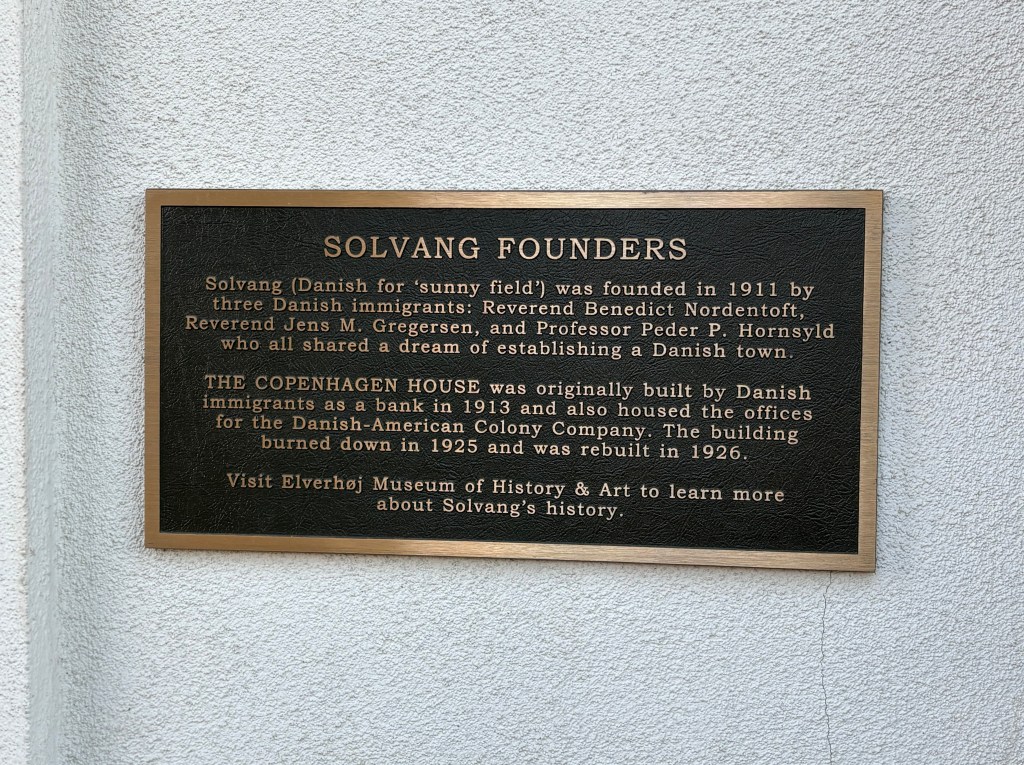 SOLVANG FOUNDERS
Solvang (Danish for ‘sunny field’) was founded in 1911 by
three Danish immigrants: Reverend Benedict Nordentoft,
Reverend Jens M. Gregersen, and Professor Peder P. Hornsyld
who all shared a dream of establishing a Danish town.
THE COPENHAGEN HOUSE was originally built by Danish
immigrants as a bank in 1913 and also housed the offices
for the Danish-American Colony Company. The building
burned down in 1925 and was rebuilt in 1926.
Visit Elverhøj Museum of History & Art to learn more
about Solvang’s history.